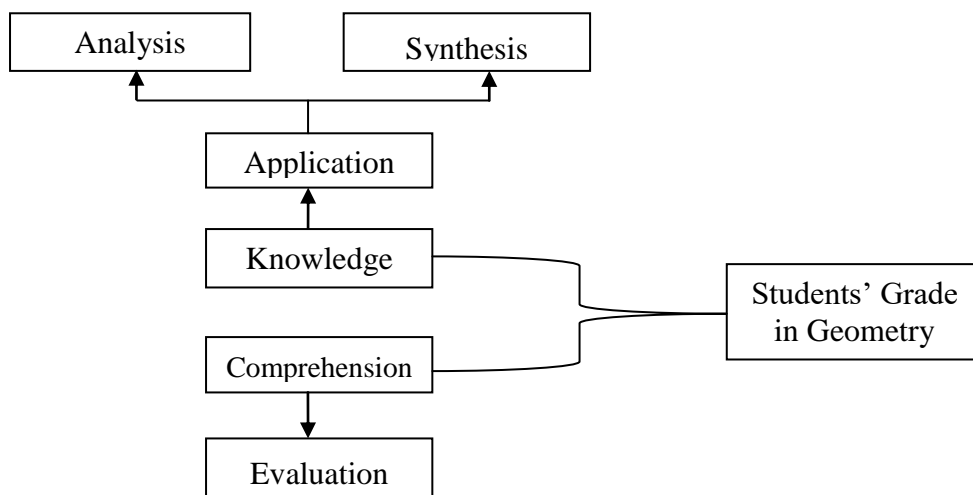 Analysis
Synthesis
Application
Knowledge
Students’ Grade
in Geometry
Comprehension
Evaluation